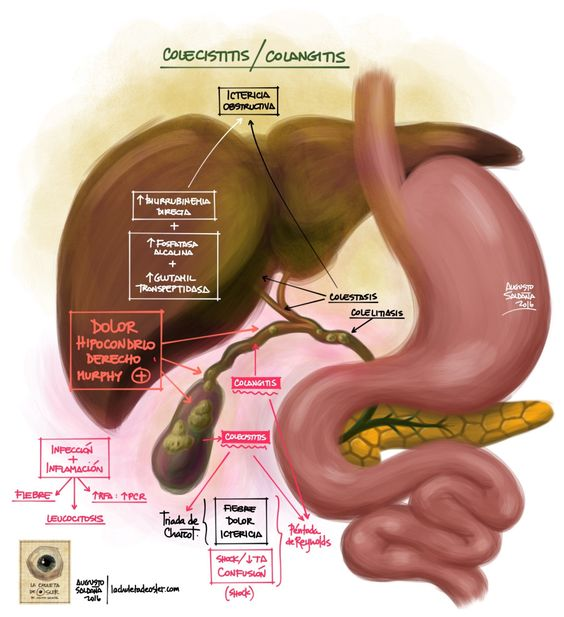 COLECISTITIS/COLANGITIS
ICTERICIA
OBSTRUCTIVA
↑ BILIRRUBINEMIA
DIRECTA
+
↑ FOSFATASA
ALCALINA
+
↑ GLUTAMIL
TRANSPEPTIDASA
COLESTASIS
COLELITIASIS
AUGUSTO
SALDAÑA
2016
DOLOR
HIPOCONDRIO
DERECHO
MURPHY +
COLANGITIS
COLECISTITIS
INFECCIÓN
+
INFLAMACIÓN
FIEBRE
↑ RFA: ↑ PCR
LEUCOCITOSIS
Triada de
Charcot.
FIEBRE
DOLOR
ICTERICIA
Péntada
de Reynolds
SHOCK/↓TA
CONFUSIÓN
(SHOCK)
LA CHULETA
DE OSLER
AUGUSTO
SALDAÑA
2016
lachuletadeosler.com